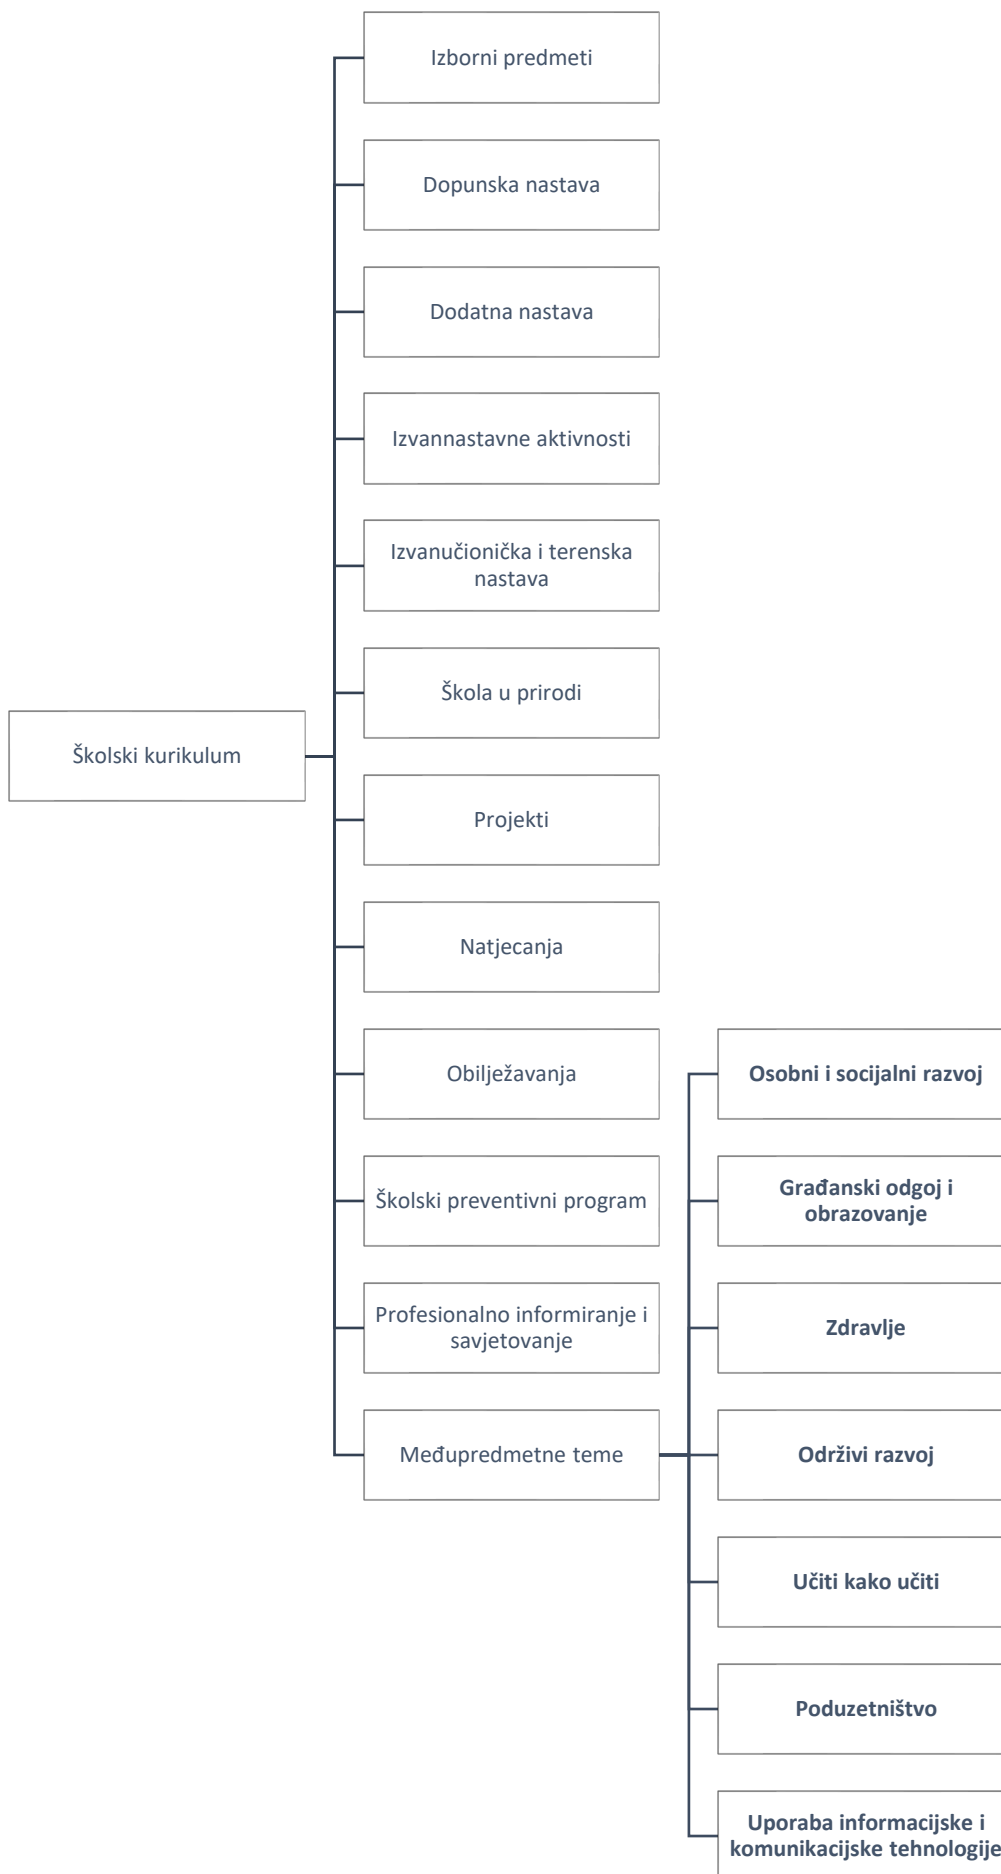 Izborni predmeti
Dopunska nastava
Dodatna nastava
Izvannastavne aktivnosti
Izvanučionička i terenska
nastava
Škola u prirodi
Školski kurikulum
Projekti
Natjecanja
Obilježavanja
Osobni i socijalni razvoj
Školski preventivni program
Građanski odgoj i
obrazovanje
Profesionalno informiranje i
savjetovanje
Zdravlje
Međupredmetne teme
Održivi razvoj
Učiti kako učiti
Poduzetništvo
Uporaba informacijske i
komunikacijske tehnologije